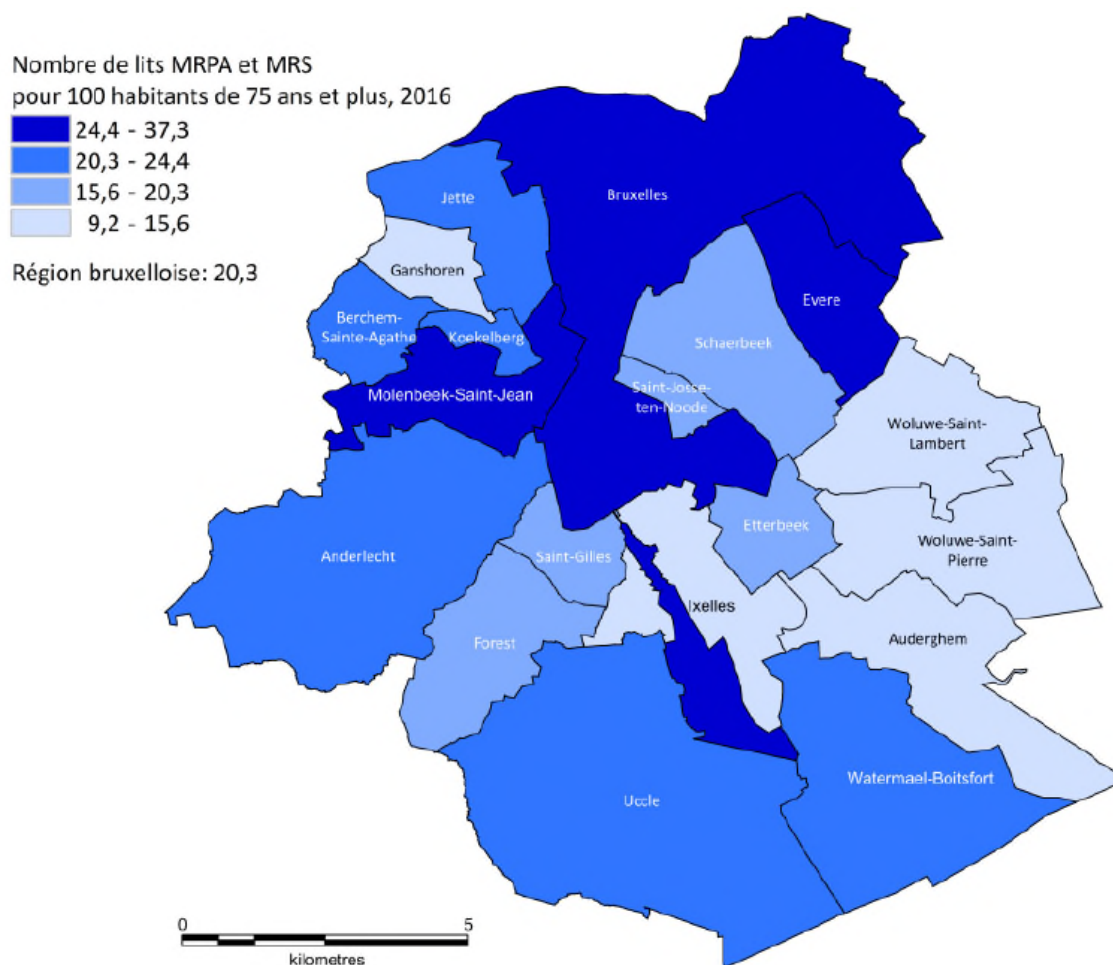 Nombre de lits MRPA et MRS
pour 100 habitants de 75 ans et plus, 2016
24,4 - 37,3
20,3 - 24,4
15,6 - 20,3
9,2 - 15,6
Région bruxelloise: 20,3
Bruxelles
Jette
Ganshoren
Evere
Berchem-
Sainte-Agathe
Koekelberg
Schaerbeek
Molenbeek-Saint-Jean
Saint-Josse-
ten-Noode
Woluwe-Saint-
Lambert
Etterbeek
Woluwe-Saint-
Pierre
Anderlecht
Saint-Gilles
Ixelles
Auderghem
Forest
Watermael-Boitsfort
Uccle
0 5
kilometres